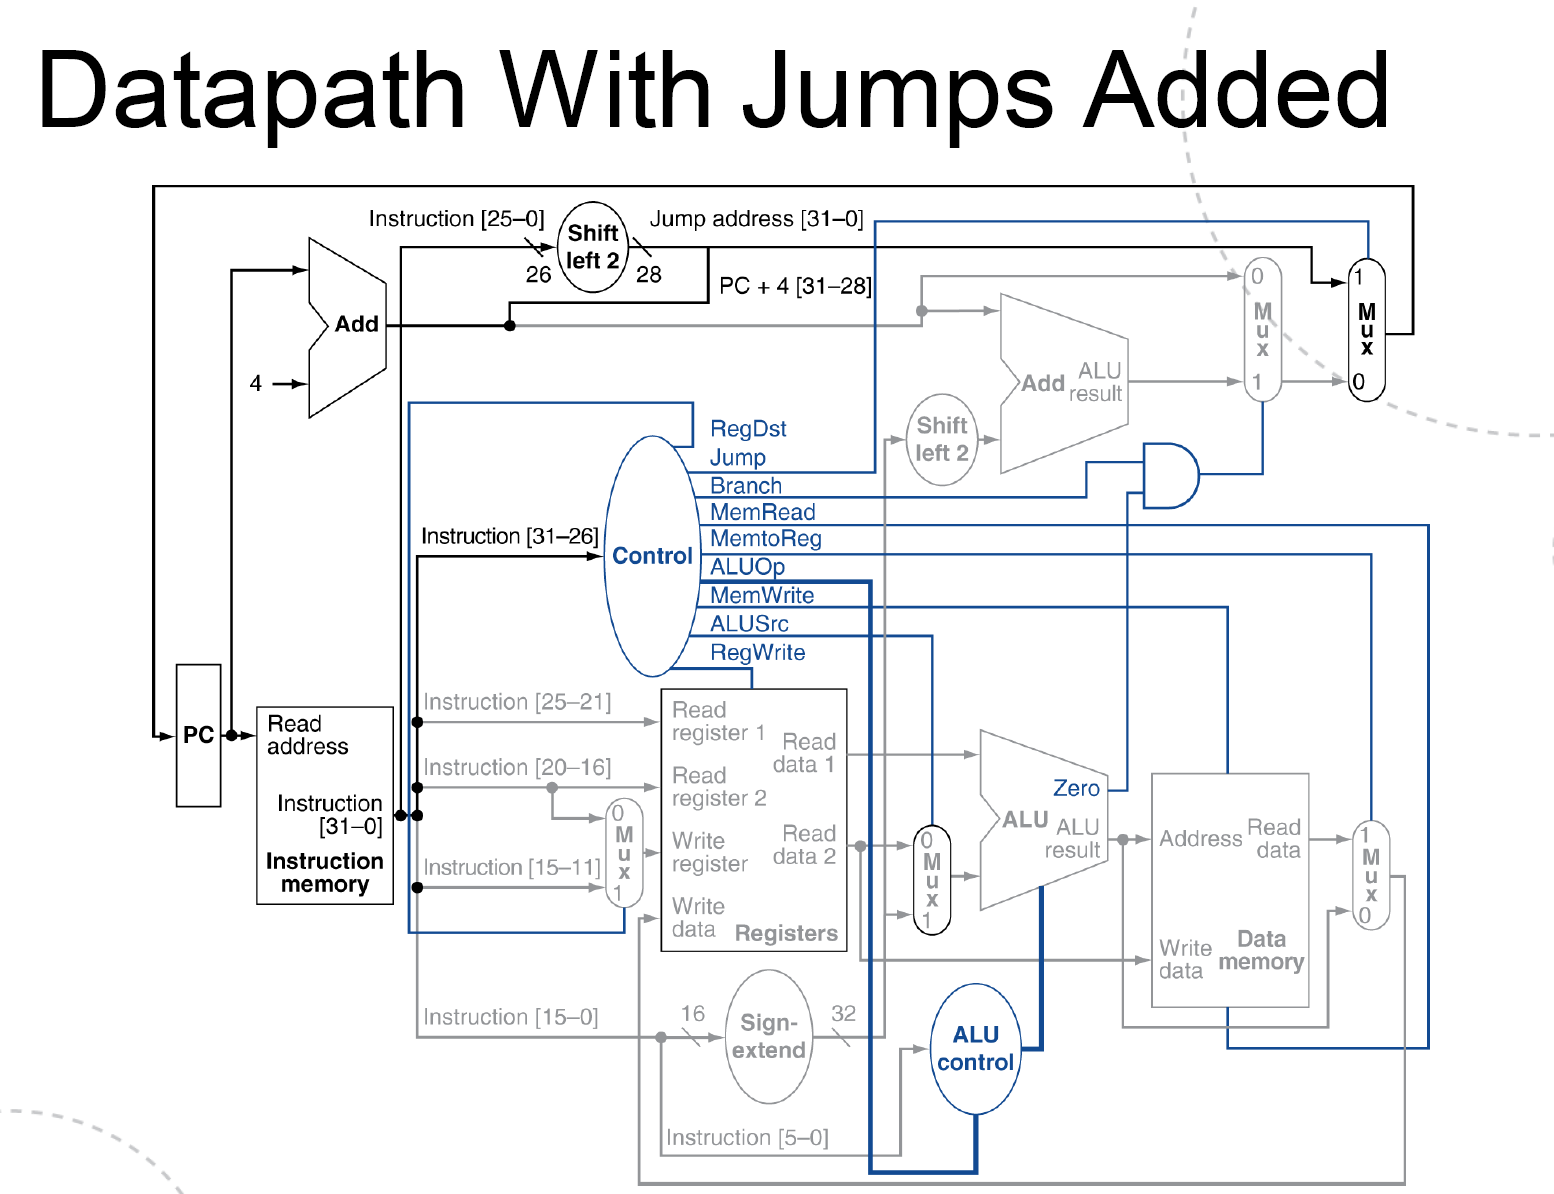 Datapath With Jumps Added
Instruction [25–0]
Shift
left 2
Jump address [31–0]
26
28
PC + 4 [31–28]
Add
4
0
M
u
x
1
1
M
u
x
0
Add
ALU
result
Shift
left 2
RegDst
Jump
Branch
MemRead
MemtoReg
ALUOp
MemWrite
ALUSrc
RegWrite
Instruction [31–26]
Control
PC
Read
address
Instruction
[31–0]
Instruction
memory
Instruction [25–21]
Instruction [20–16]
Instruction [15–11]
0
M
u
x
1
Read
register 1
Read
register 2
Write
register
Write
data
Read
data 1
Read
data 2
Registers
0
M
u
x
1
Zero
ALU
ALU
result
Address
Read
data
Write
data
Data
memory
1
M
u
x
0
Instruction [15–0]
16
Sign-
extend
32
ALU
control
Instruction [5–0]